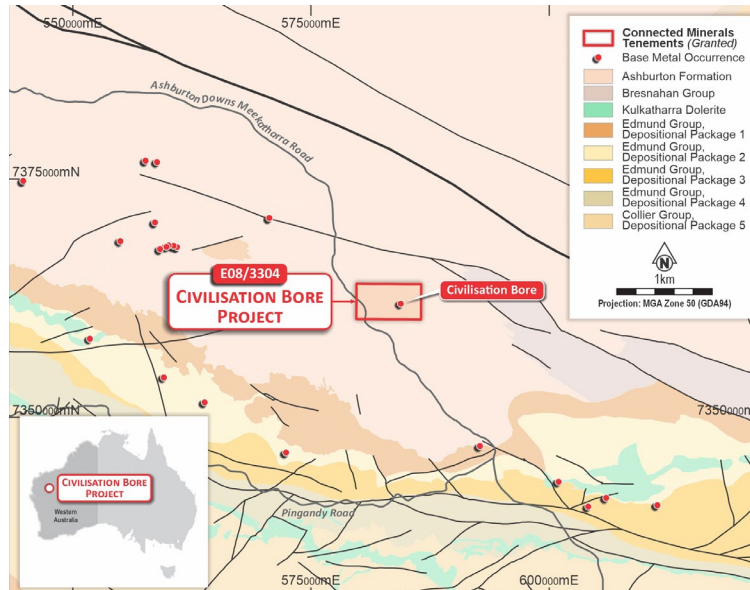 550000mE
575000mE
Ashburton Downs Meekatharra Road
7375000mN
E08/3304
CIVILISATION BORE
PROJECT
Civilisation Bore
7350000mN
7350000m
Pingandy Road
575000mE
600000mE
CIVILISATION BORE
PROJECT
Western
Australia
Connected Minerals
Tenements (Granted)
Base Metal Occurrence
Ashburton Formation
Bresnahan Group
Kulkatharra Dolerite
Edmund Group,
Depositional Package 1
Edmund Group,
Depositional Package 2
Edmund Group,
Depositional Package 3
Edmund Group,
Depositional Package 4
Collier Group,
Depositional Package 5
N
1km
Projection: MGA Zone 50 (GDA94)